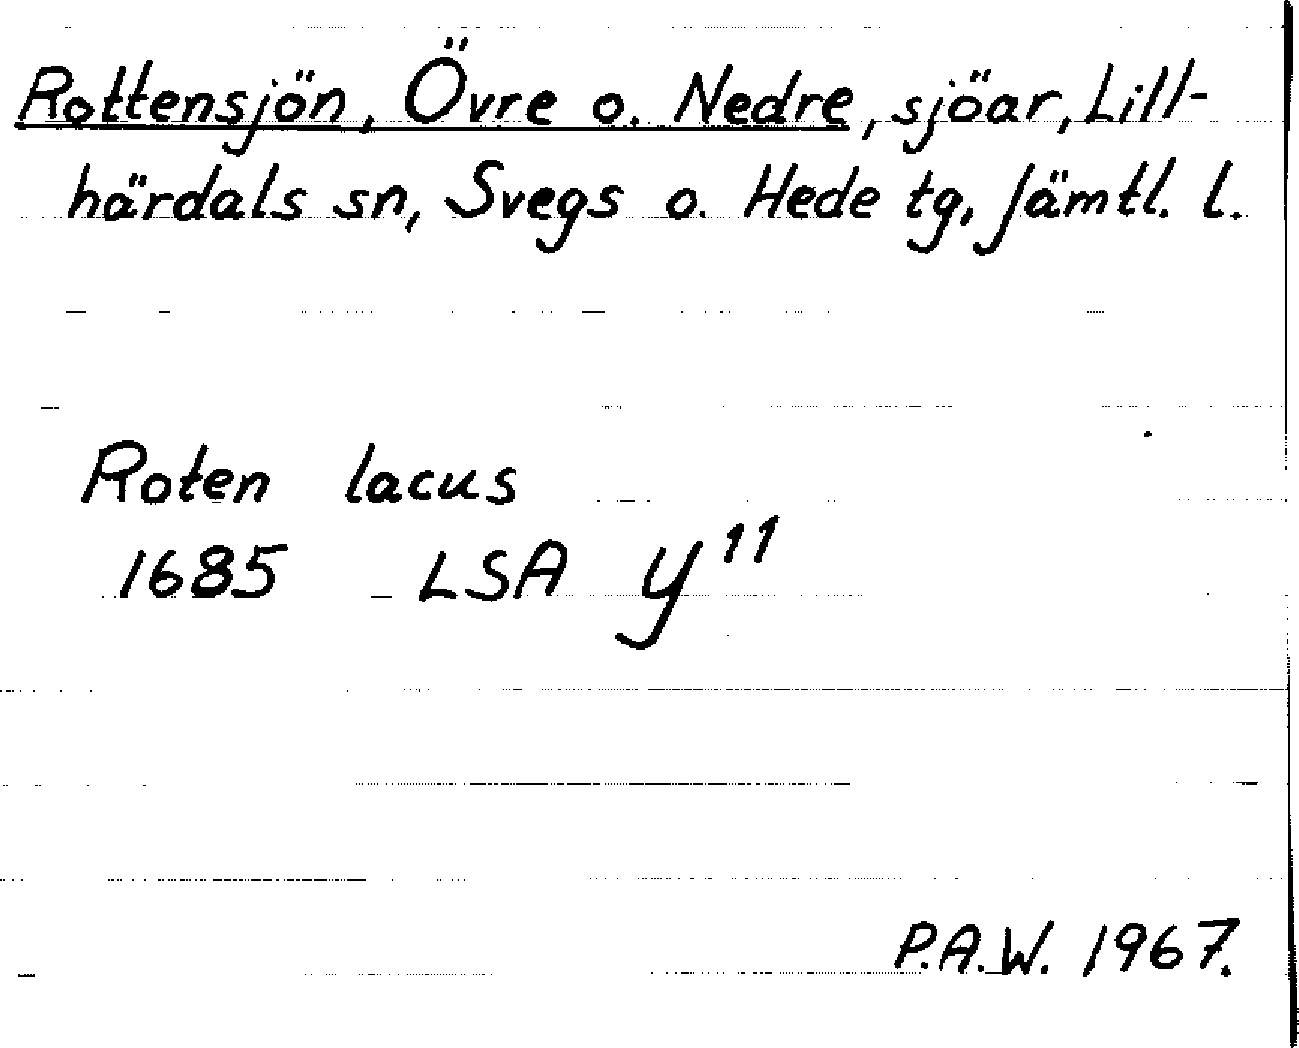 Rottensjön, Övre o. Nedre, sjöar, Lill-
härdals sn, Svegs o. Hede tg, Jämtl. l.
Roten lacus
1685 LSA y¹¹
P.A.W. 1967.